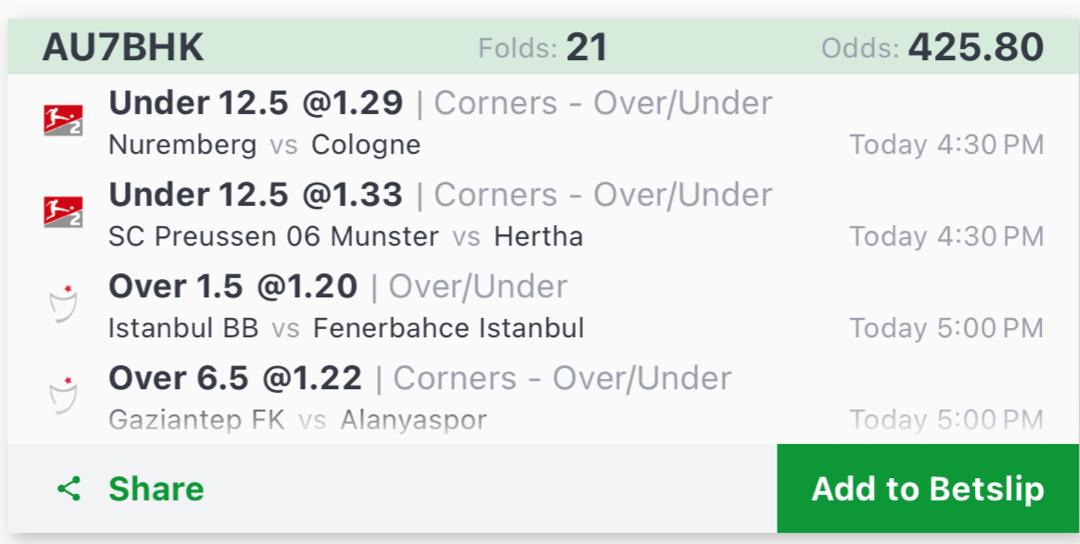 AU7BHK Folds: 21 Odds: 425.80
Under 12.5 @1.29 | Corners - Over/Under
Nuremberg vs Cologne Today 4:30 PM
Under 12.5 @1.33 | Corners - Over/Under
SC Preussen 06 Munster vs Hertha Today 4:30 PM
Over 1.5 @1.20 | Over/Under
Istanbul BB vs Fenerbahce Istanbul Today 5:00 PM
Over 6.5 @1.22 | Corners - Over/Under
Gaziantep FK vs Alanyaspor Today 5:00 PM
Share Add to Betslip